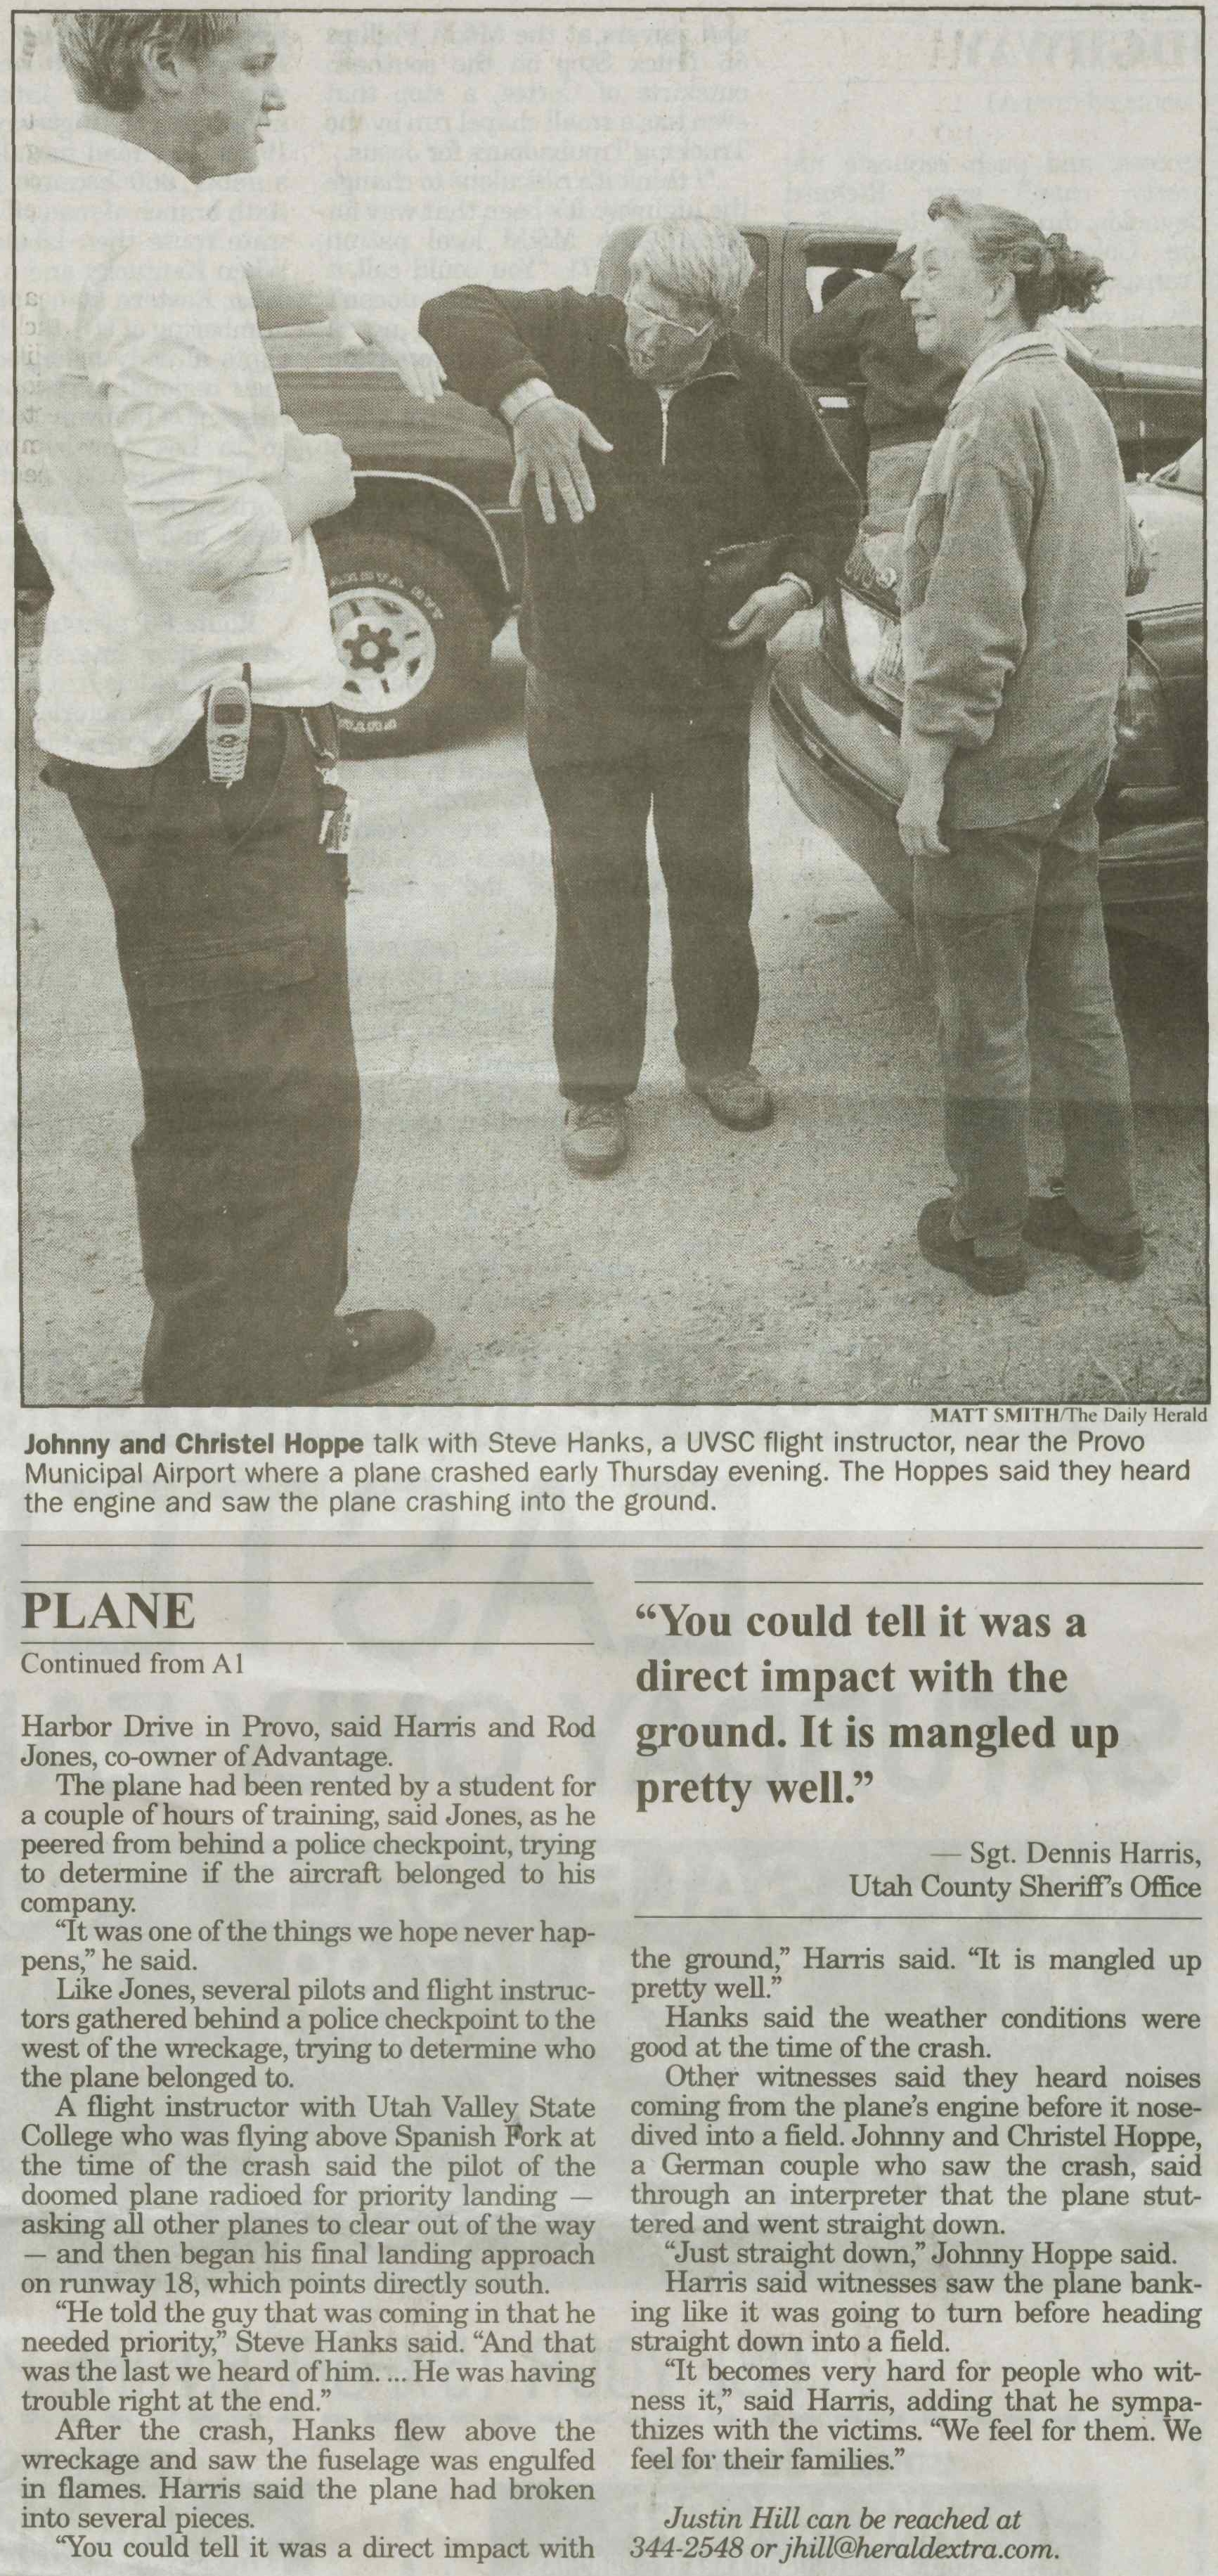 MATT SMITH/The Daily Herald
Johnny and Christel Hoppe talk with Steve Hanks, a UVSC flight instructor, near the Provo
Municipal Airport where a plane crashed early Thursday evening. The Hoppes said they heard
the engine and saw the plane crashing into the ground.
PLANE
Continued from A1
Harbor Drive in Provo, said Harris and Rod
Jones, co-owner of Advantage.
The plane had been rented by a student for
a couple of hours of training, said Jones, as he
peered from behind a police checkpoint, trying
to determine if the aircraft belonged to his
company.
“It was one of the things we hope never hap-
pens,” he said.
Like Jones, several pilots and flight instruc-
tors gathered behind a police checkpoint to the
west of the wreckage, trying to determine who
the plane belonged to.
A flight instructor with Utah Valley State
College who was flying above Spanish Fork at
the time of the crash said the pilot of the
doomed plane radioed for priority landing —
asking all other planes to clear out of the way
— and then began his final landing approach
on runway 18, which points directly south.
“He told the guy that was coming in that he
needed priority,” Steve Hanks said. “And that
was the last we heard of him. ... He was having
trouble right at the end.”
After the crash, Hanks flew above the
wreckage and saw the fuselage was engulfed
in flames. Harris said the plane had broken
into several pieces.
“You could tell it was a direct impact with
“You could tell it was a
direct impact with the
ground. It is mangled up
pretty well.”
— Sgt. Dennis Harris,
Utah County Sheriff’s Office
the ground,” Harris said. “It is mangled up
pretty well.”
Hanks said the weather conditions were
good at the time of the crash.
Other witnesses said they heard noises
coming from the plane’s engine before it nose-
dived into a field. Johnny and Christel Hoppe,
a German couple who saw the crash, said
through an interpreter that the plane stut-
tered and went straight down.
“Just straight down,” Johnny Hoppe said.
Harris said witnesses saw the plane bank-
ing like it was going to turn before heading
straight down into a field.
“It becomes very hard for people who wit-
ness it,” said Harris, adding that he sympa-
thizes with the victims. “We feel for them. We
feel for their families.”
Justin Hill can be reached at
344-2548 or jhill@heraldextra.com.